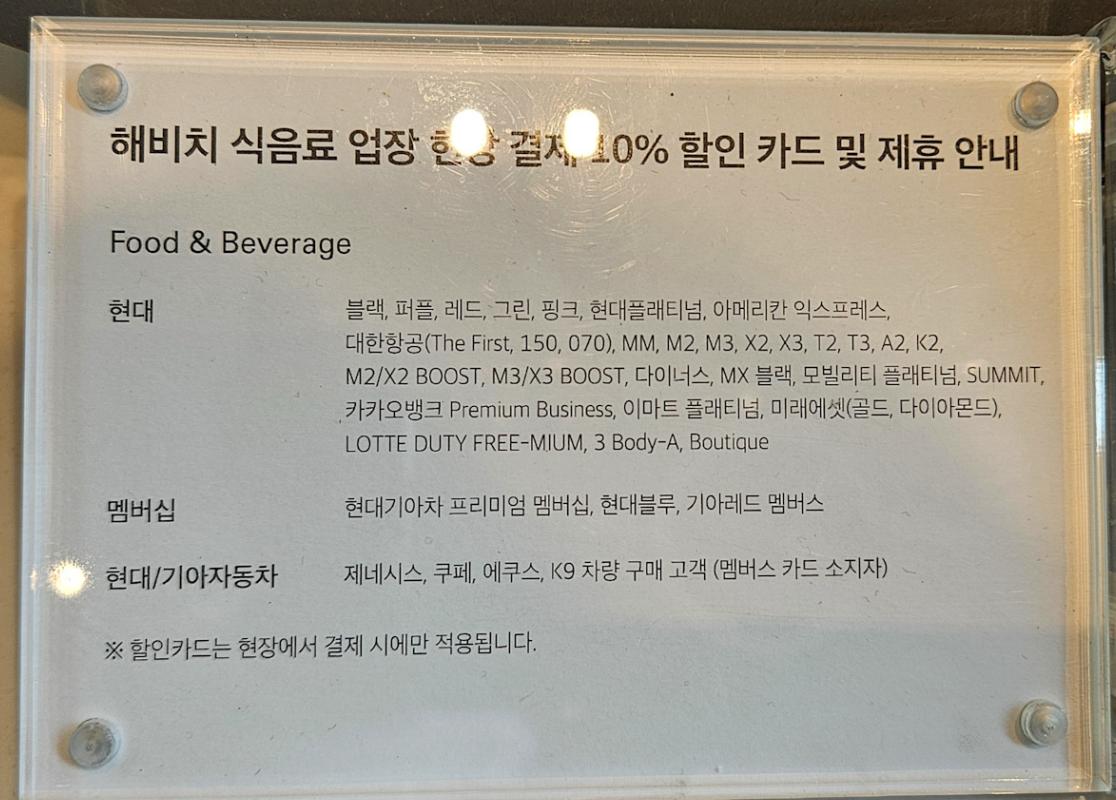 해비치 식음료 업장 현장 결제 10% 할인 카드 및 제휴 안내
Food & Beverage
현대 블랙, 퍼플, 레드, 그린, 핑크, 현대플래티넘, 아메리칸 익스프레스,
대한항공(The First, 150, 070), MM, M2, M3, X2, X3, T2, T3, A2, K2,
M2/X2 BOOST, M3/X3 BOOST, 다이너스, MX 블랙, 모빌리티 플래티넘, SUMMIT,
카카오뱅크 Premium Business, 이마트 플래티넘, 미래에셋(골드, 다이아몬드),
LOTTE DUTY FREE-MIUM, 3 Body-A, Boutique
멤버십 현대기아차 프리미엄 멤버십, 현대블루, 기아레드 멤버스
현대/기아자동차 제네시스, 쿠페, 에쿠스, K9 차량 구매 고객 (멤버스 카드 소지자)
※ 할인카드는 현장에서 결제 시에만 적용됩니다.